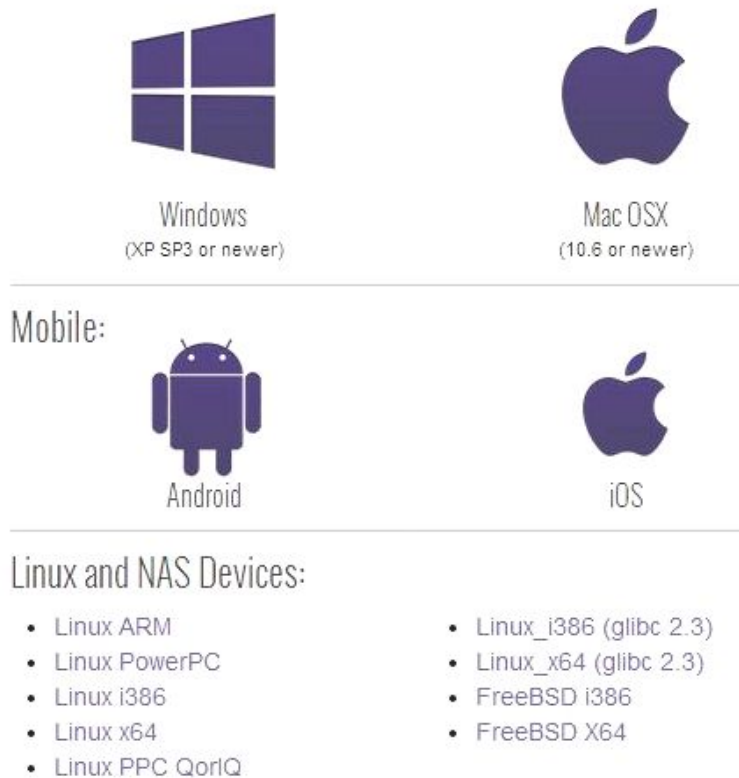 Windows
(XP SP3 or newer)
Mac OSX
(10.6 or newer)
Mobile:
Android
iOS
Linux and NAS Devices:
Linux ARM
Linux PowerPC
Linux i386
Linux x64
Linux PPC QorIQ
Linux_i386 (glibc 2.3)
Linux_x64 (glibc 2.3)
FreeBSD i386
FreeBSD X64